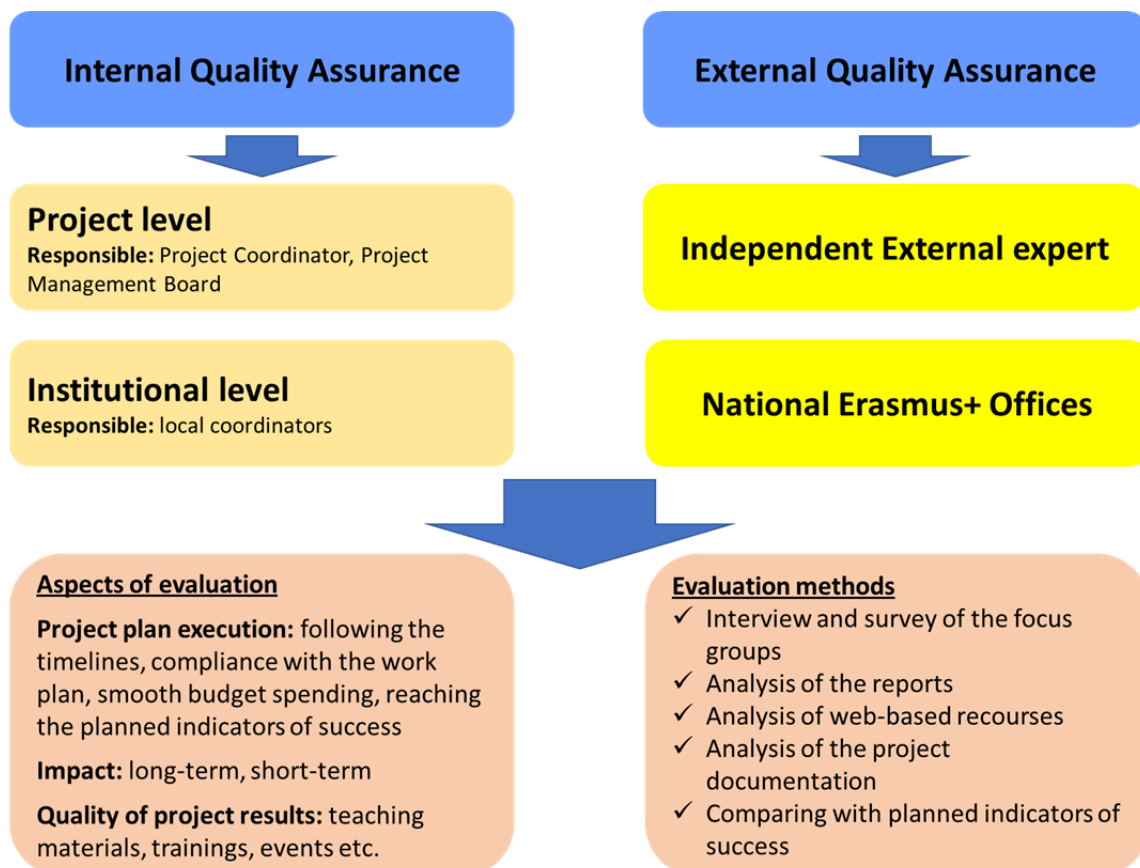 Internal Quality Assurance
External Quality Assurance
Project level
Responsible: Project Coordinator, Project
Management Board
Independent External expert
Institutional level
Responsible: local coordinators
National Erasmus+ Offices
Aspects of evaluation
Project plan execution: following the
timelines, compliance with the work
plan, smooth budget spending, reaching
the planned indicators of success
Impact: long-term, short-term
Quality of project results: teaching
materials, trainings, events etc.
Evaluation methods
✓ Interview and survey of the focus
groups
✓ Analysis of the reports
✓ Analysis of web-based recourses
✓ Analysis of the project
documentation
✓ Comparing with planned indicators of
success